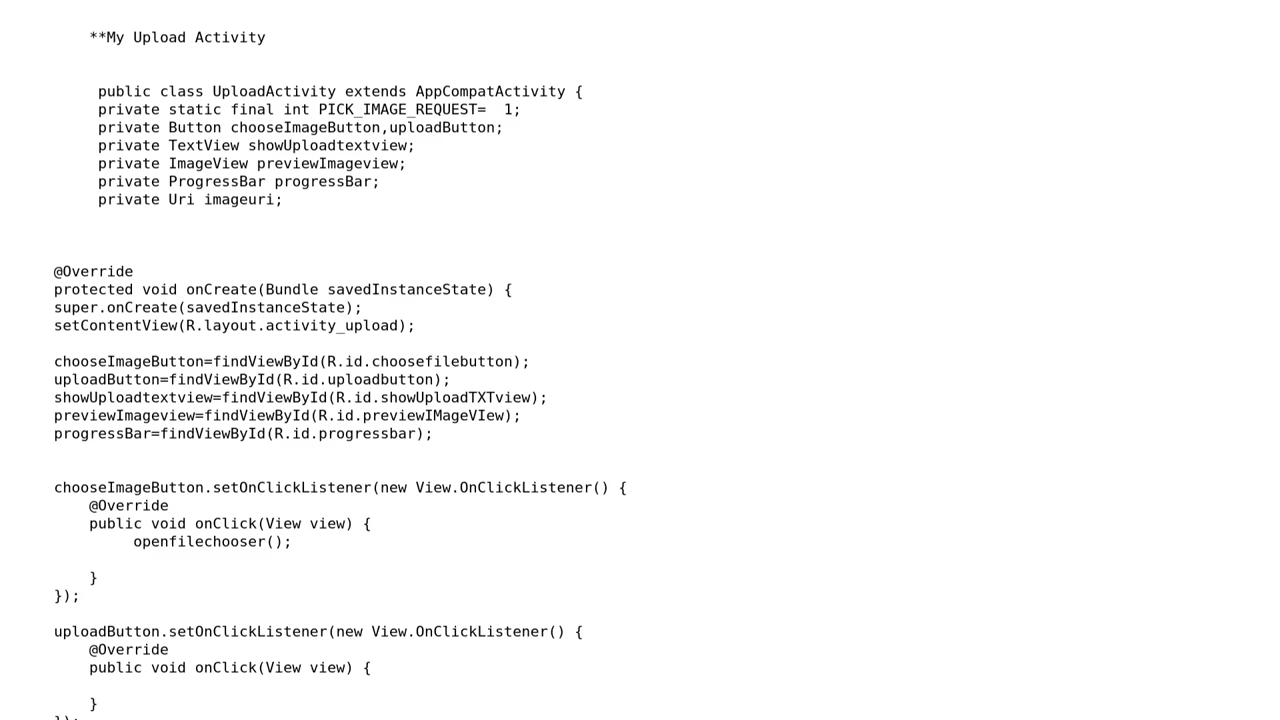 **My Upload Activity
public class UploadActivity extends AppCompatActivity {
private static final int PICK_IMAGE_REQUEST=  1;
private Button chooseImageButton,uploadButton;
private TextView showUploadtextview;
private ImageView previewImageview;
private ProgressBar progressBar;
private Uri imageuri;
@Override
protected void onCreate(Bundle savedInstanceState) {
super.onCreate(savedInstanceState);
setContentView(R.layout.activity_upload);
chooseImageButton=findViewById(R.id.choosefilebutton);
uploadButton=findViewById(R.id.uploadbutton);
showUploadtextview=findViewById(R.id.showUploadTXTview);
previewImageview=findViewById(R.id.previewIMageVIew);
progressBar=findViewById(R.id.progressbar);
chooseImageButton.setOnClickListener(new View.OnClickListener() {
@Override
public void onClick(View view) {
openfilechooser();
}
});
uploadButton.setOnClickListener(new View.OnClickListener() {
@Override
public void onClick(View view) {
}
});